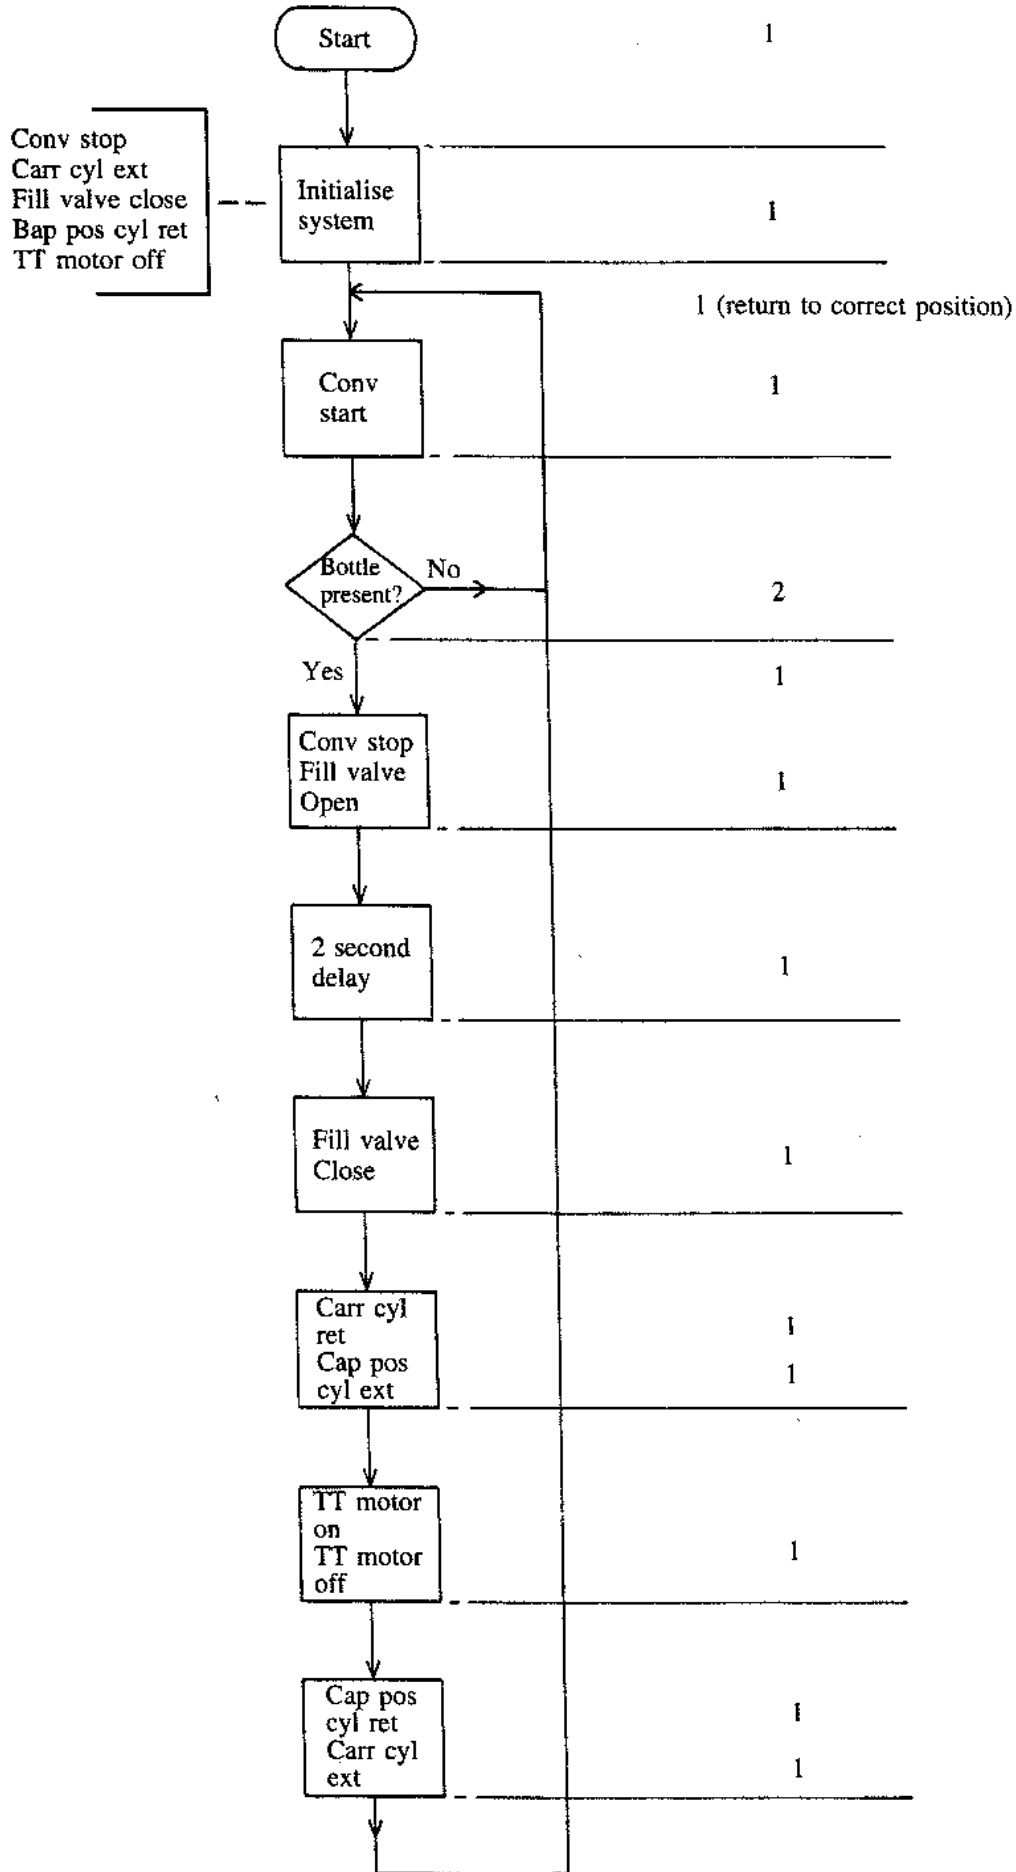 Start
1
Conv stop
Carr cyl ext
Fill valve close
Bap pos cyl ret
TT motor off
Initialise
system
1
1 (return to correct position)
Conv
start
1
Bottle
present?
No
2
Yes
1
Conv stop
Fill valve
Open
1
2 second
delay
1
Fill valve
Close
1
Carr cyl
ret
Cap pos
cyl ext
1
1
TT motor
on
TT motor
off
1
Cap pos
cyl ret
Carr cyl
ext
1
1